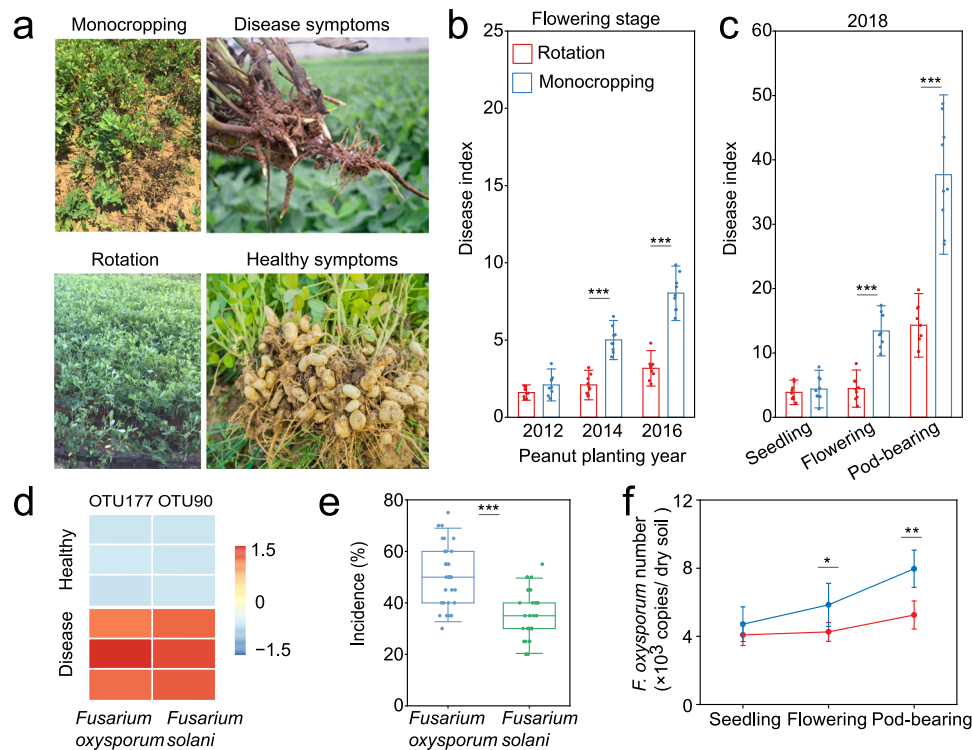 a
Monocropping
Disease symptoms
Rotation
Healthy symptoms
b
Flowering stage
Disease index
25
20
15
10
5
0
Rotation
Monocropping
***
***
2012
2014
2016
Peanut planting year
c
2018
Disease index
60
50
40
30
20
10
0
***
***
Seedling
Flowering
Pod-bearing
d
OTU177 OTU90
Healthy
Disease
1.5
1
0
−1
−1.5
Fusarium Fusarium
oxysporum solani
e
Incidence (%)
80
60
40
20
0
***
Fusarium Fusarium
oxysporum solani
f
F. oxysporum number
(×10³ copies/ dry soil )
12
8
4
0
*
**
Seedling Flowering Pod-bearing